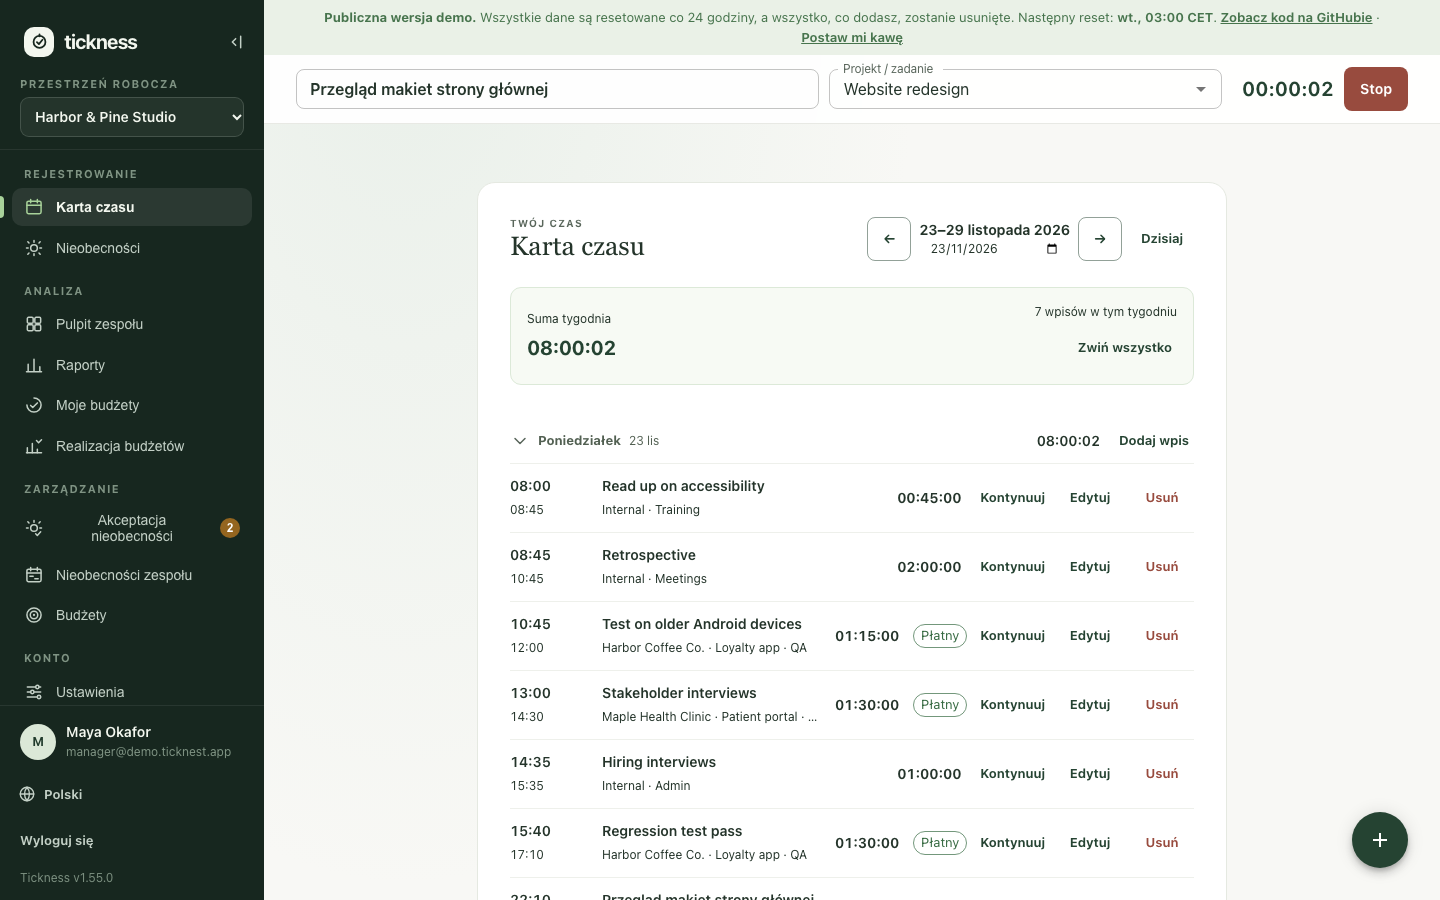 tickness
PRZESTRZEŃ ROBOCZA
Harbor & Pine Studio
REJESTROWANIE
Karta czasu
Nieobecności
ANALIZA
Pulpit zespołu
Raporty
Moje budżety
Realizacja budżetów
ZARZĄDZANIE
Akceptacja
nieobecności
2
Nieobecności zespołu
Budżety
KONTO
Ustawienia
M
Maya Okafor
manager@demo.ticknest.app
Polski
Wyloguj się
Tickness v1.55.0
Publiczna wersja demo. Wszystkie dane są resetowane co 24 godziny, a wszystko, co dodasz, zostanie usunięte. Następny reset: wt., 03:00 CET. Zobacz kod na GitHubie ·
Postaw mi kawę
Przegląd makiet strony głównej
Projekt / zadanie
Website redesign
00:00:02
Stop
TWÓJ CZAS
Karta czasu
23–29 listopada 2026
23/11/2026
Dzisiaj
Suma tygodnia
08:00:02
7 wpisów w tym tygodniu
Zwiń wszystko
Poniedziałek 23 lis 08:00:02 Dodaj wpis
08:00 Read up on accessibility 00:45:00 Kontynuuj Edytuj Usuń
08:45 Internal · Training
08:45 Retrospective 02:00:00 Kontynuuj Edytuj Usuń
10:45 Internal · Meetings
10:45 Test on older Android devices 01:15:00 Płatny Kontynuuj Edytuj Usuń
12:00 Harbor Coffee Co. · Loyalty app · QA
13:00 Stakeholder interviews 01:30:00 Płatny Kontynuuj Edytuj Usuń
14:30 Maple Health Clinic · Patient portal · ...
14:35 Hiring interviews 01:00:00 Kontynuuj Edytuj Usuń
15:35 Internal · Admin
15:40 Regression test pass 01:30:00 Płatny Kontynuuj Edytuj Usuń
17:10 Harbor Coffee Co. · Loyalty app · QA
22:10 Przegląd makiet strony głównej